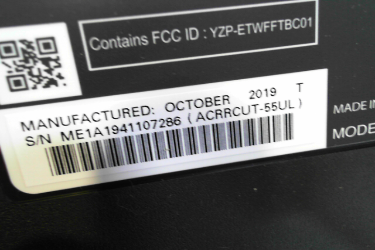 Contains FCC ID : YZP-ETWFFTBC01
MANUFACTURED: OCTOBER 2019 T
S/N ME1A1941107286 (ACRRCUT-55UL)
MADE IN
MODE